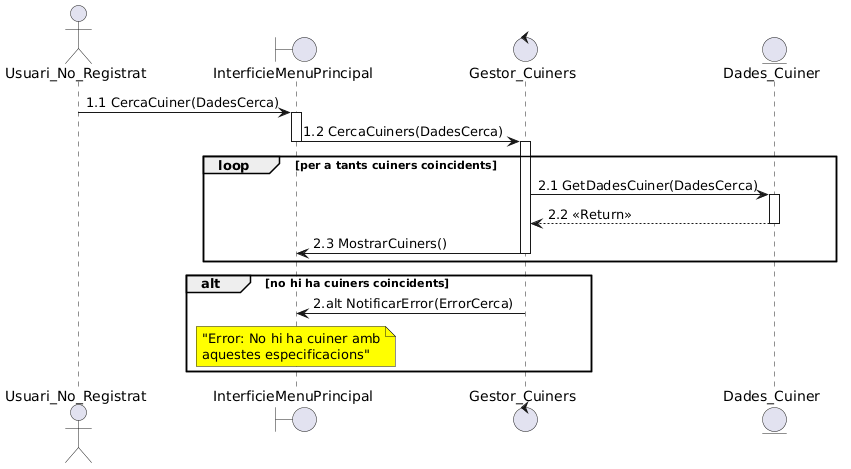 Usuari_No_Registrat
InterficieMenuPrincipal
Gestor_Cuiners
Dades_Cuiner
1.1 CercaCuiner(DadesCerca)
1.2 CercaCuiners(DadesCerca)
loop
[per a tants cuiners coincidents]
2.1 GetDadesCuiner(DadesCerca)
2.2 «Return»
2.3 MostrarCuiners()
alt
[no hi ha cuiners coincidents]
2.alt NotificarError(ErrorCerca)
"Error: No hi ha cuiner amb
aquestes especificacions"
Usuari_No_Registrat
InterficieMenuPrincipal
Gestor_Cuiners
Dades_Cuiner